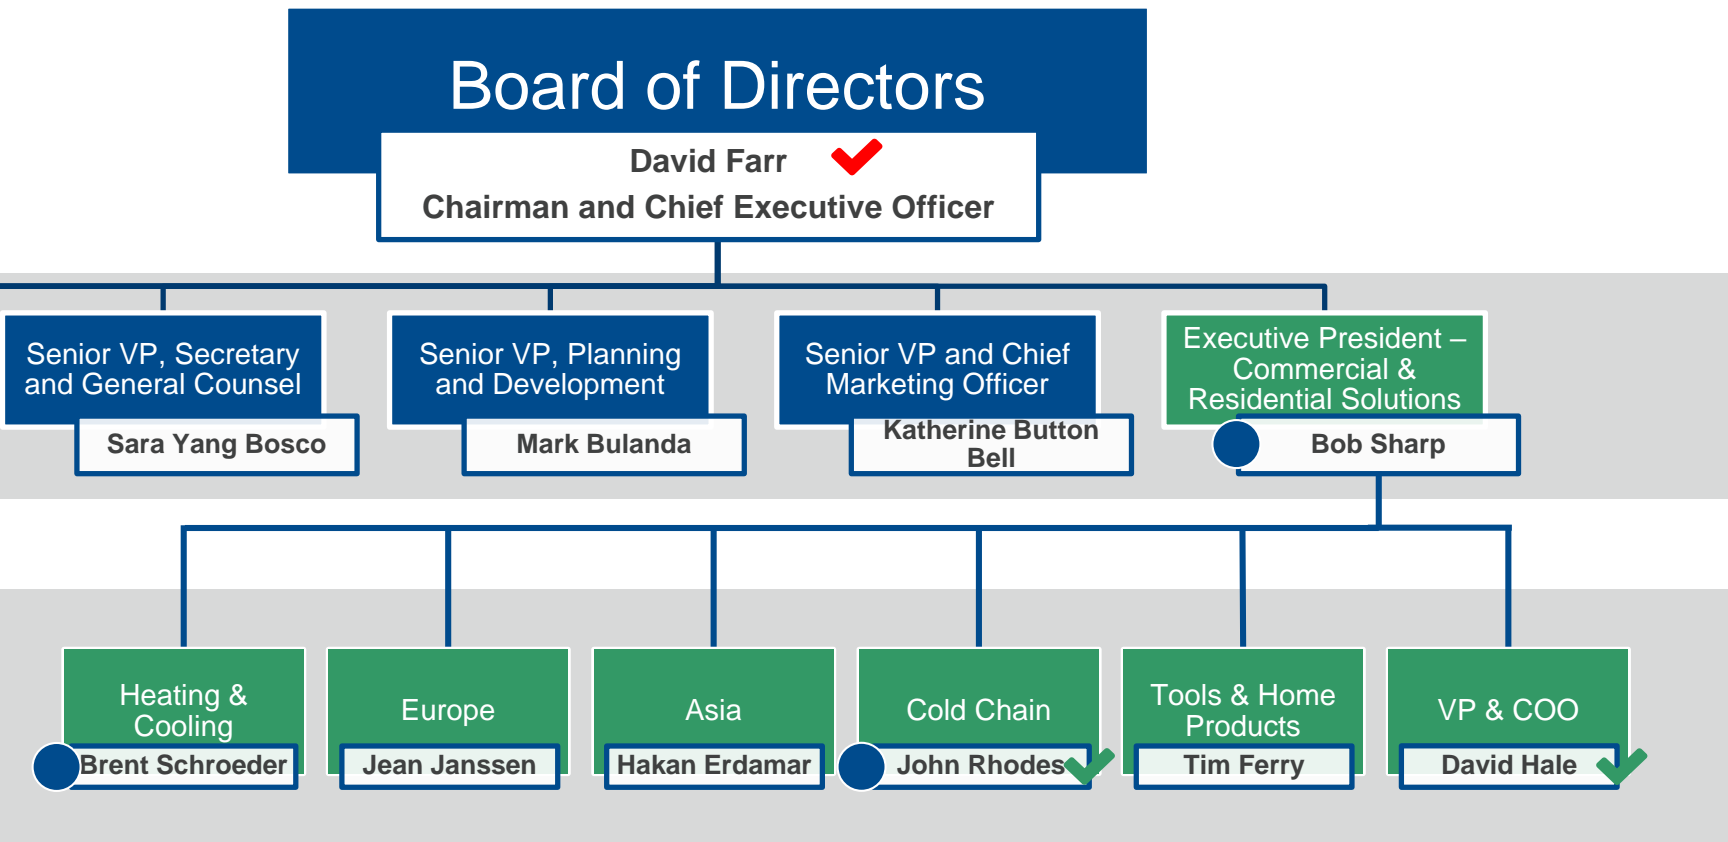 Board of Directors
David Farr
Chairman and Chief Executive Officer
Senior VP, Secretary
and General Counsel
Sara Yang Bosco
Senior VP, Planning
and Development
Mark Bulanda
Senior VP and Chief
Marketing Officer
Katherine Button
Bell
Executive President –
Commercial &
Residential Solutions
Bob Sharp
Heating &
Cooling
Brent Schroeder
Europe
Jean Janssen
Asia
Hakan Erdamar
Cold Chain
John Rhodes
Tools & Home
Products
Tim Ferry
VP & COO
David Hale